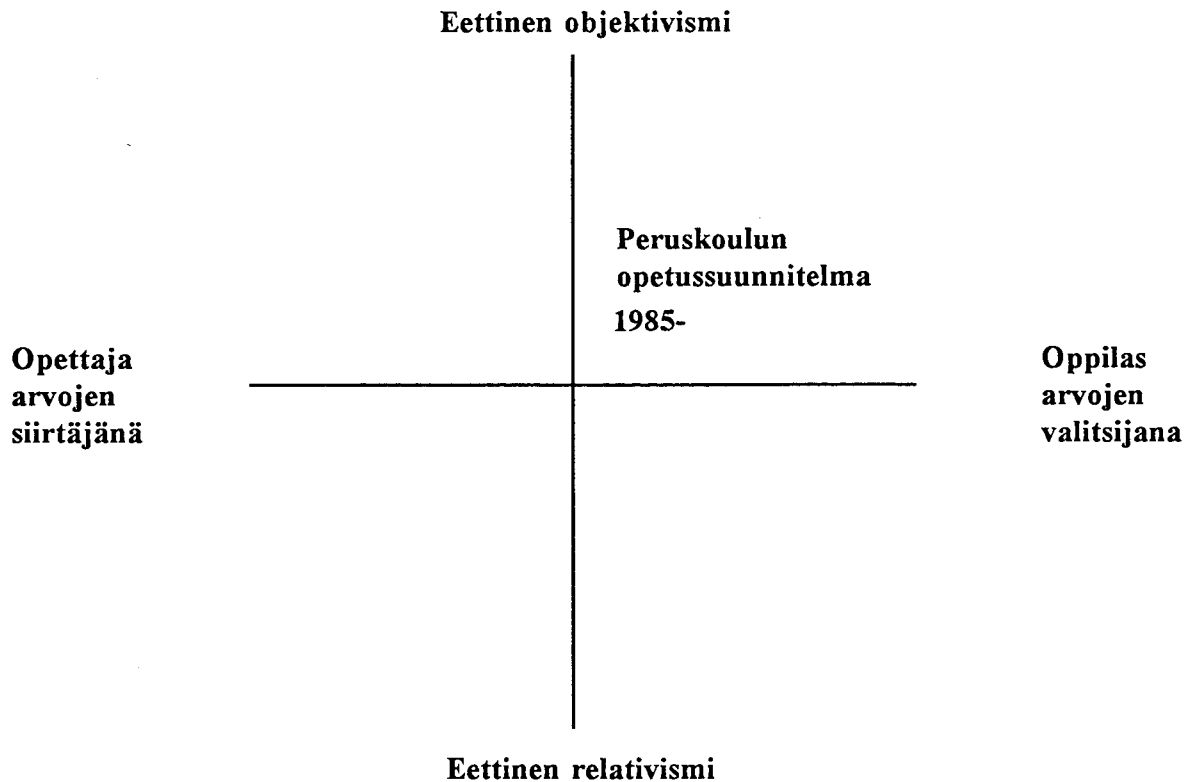 Eettinen objektivismi
Peruskoulun
opetussuunnitelma
1985-
Opettaja
arvojen
siirtäjänä
Oppilas
arvojen
valitsijana
Eettinen relativismi